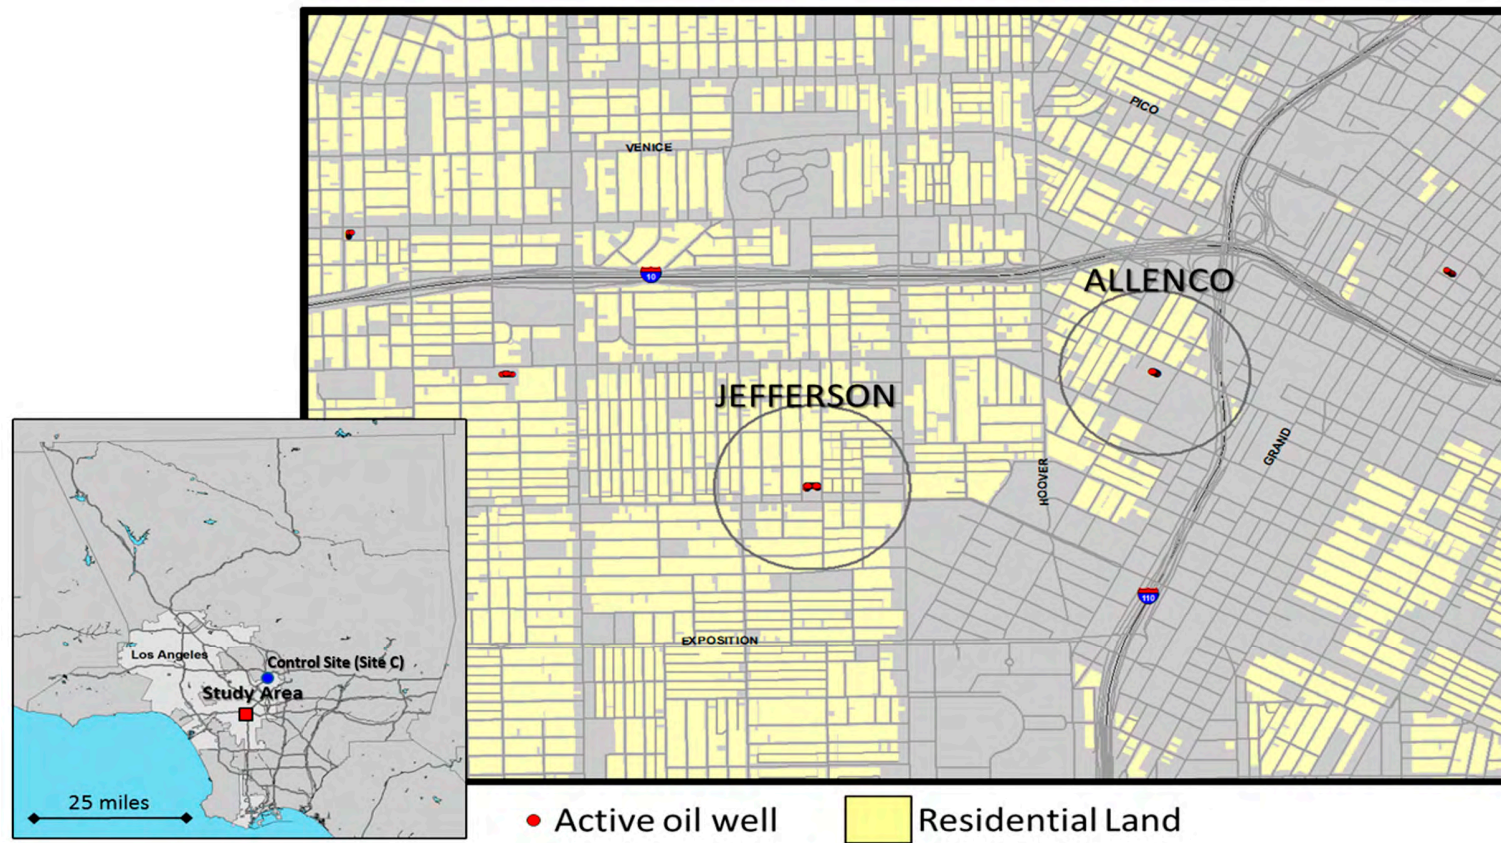 PICO
VENICE
10
ALLENCO
JEFFERSON
GRAND
HOOVER
110
EXPOSITION
Los Angeles
Control Site (Site C)
Study Area
25 miles
Active oil well
Residential Land